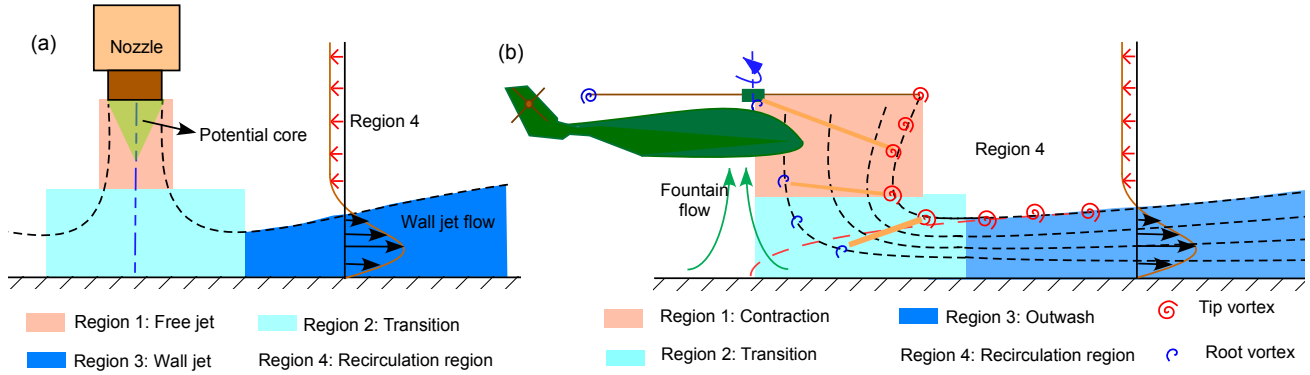 (a)
Nozzle
Potential core
Region 4
Wall jet flow
Region 1: Free jet
Region 2: Transition
Region 3: Wall jet
Region 4: Recirculation region
(b)
Region 4
Fountain
flow
Region 1: Contraction
Region 3: Outwash
Tip vortex
Region 2: Transition
Region 4: Recirculation region
Root vortex